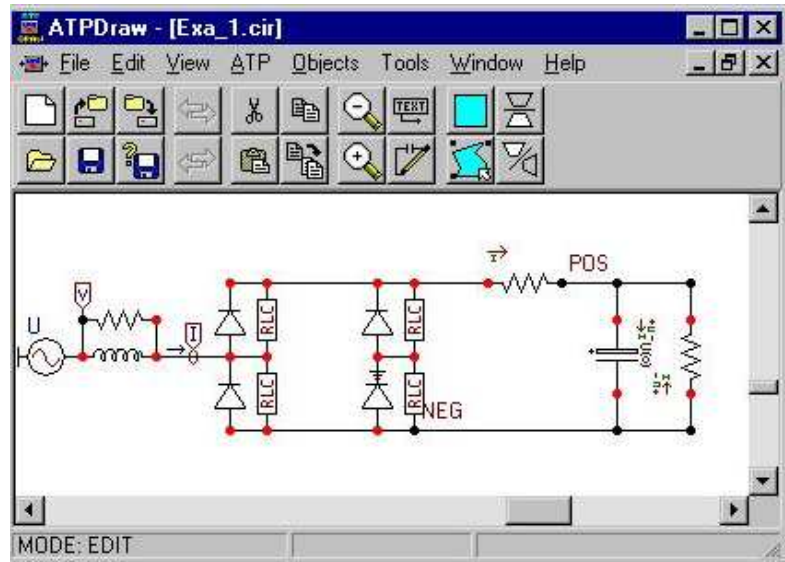 ATPDraw - [Exa_1.cir]
File Edit View ATP Objects Tools Window Help
TEXT
I
POS
V
U
I
RLC
RLC
U(0)
+U-
I
RLC
RLC
I
NEG
MODE: EDIT